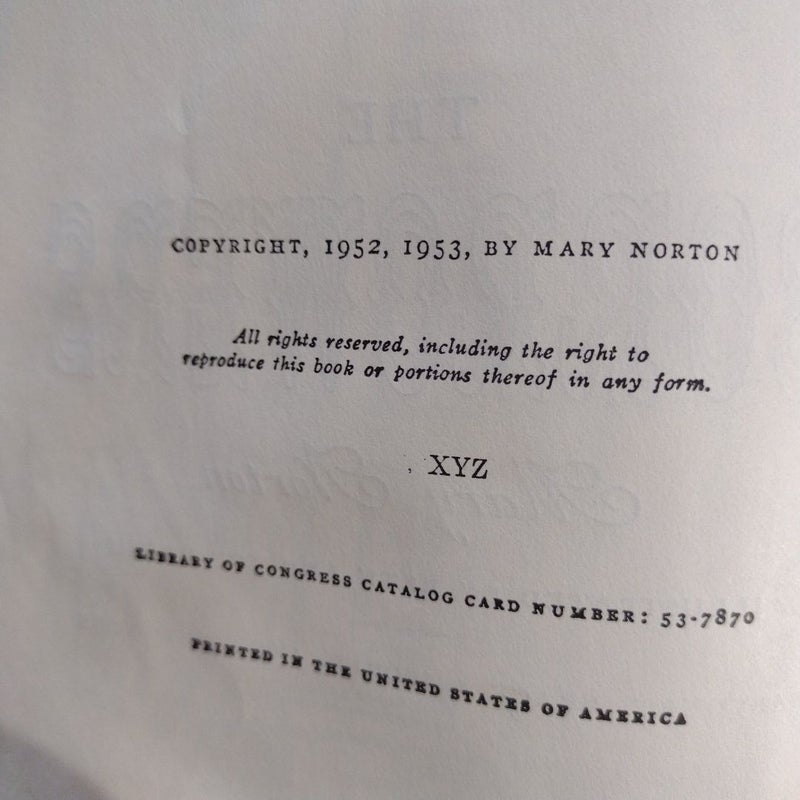 COPYRIGHT, 1952, 1953, BY MARY NORTON
All rights reserved, including the right to
reproduce this book or portions thereof in any form.
XYZ
LIBRARY OF CONGRESS CATALOG CARD NUMBER: 53-7870
PRINTED IN THE UNITED STATES OF AMERICA